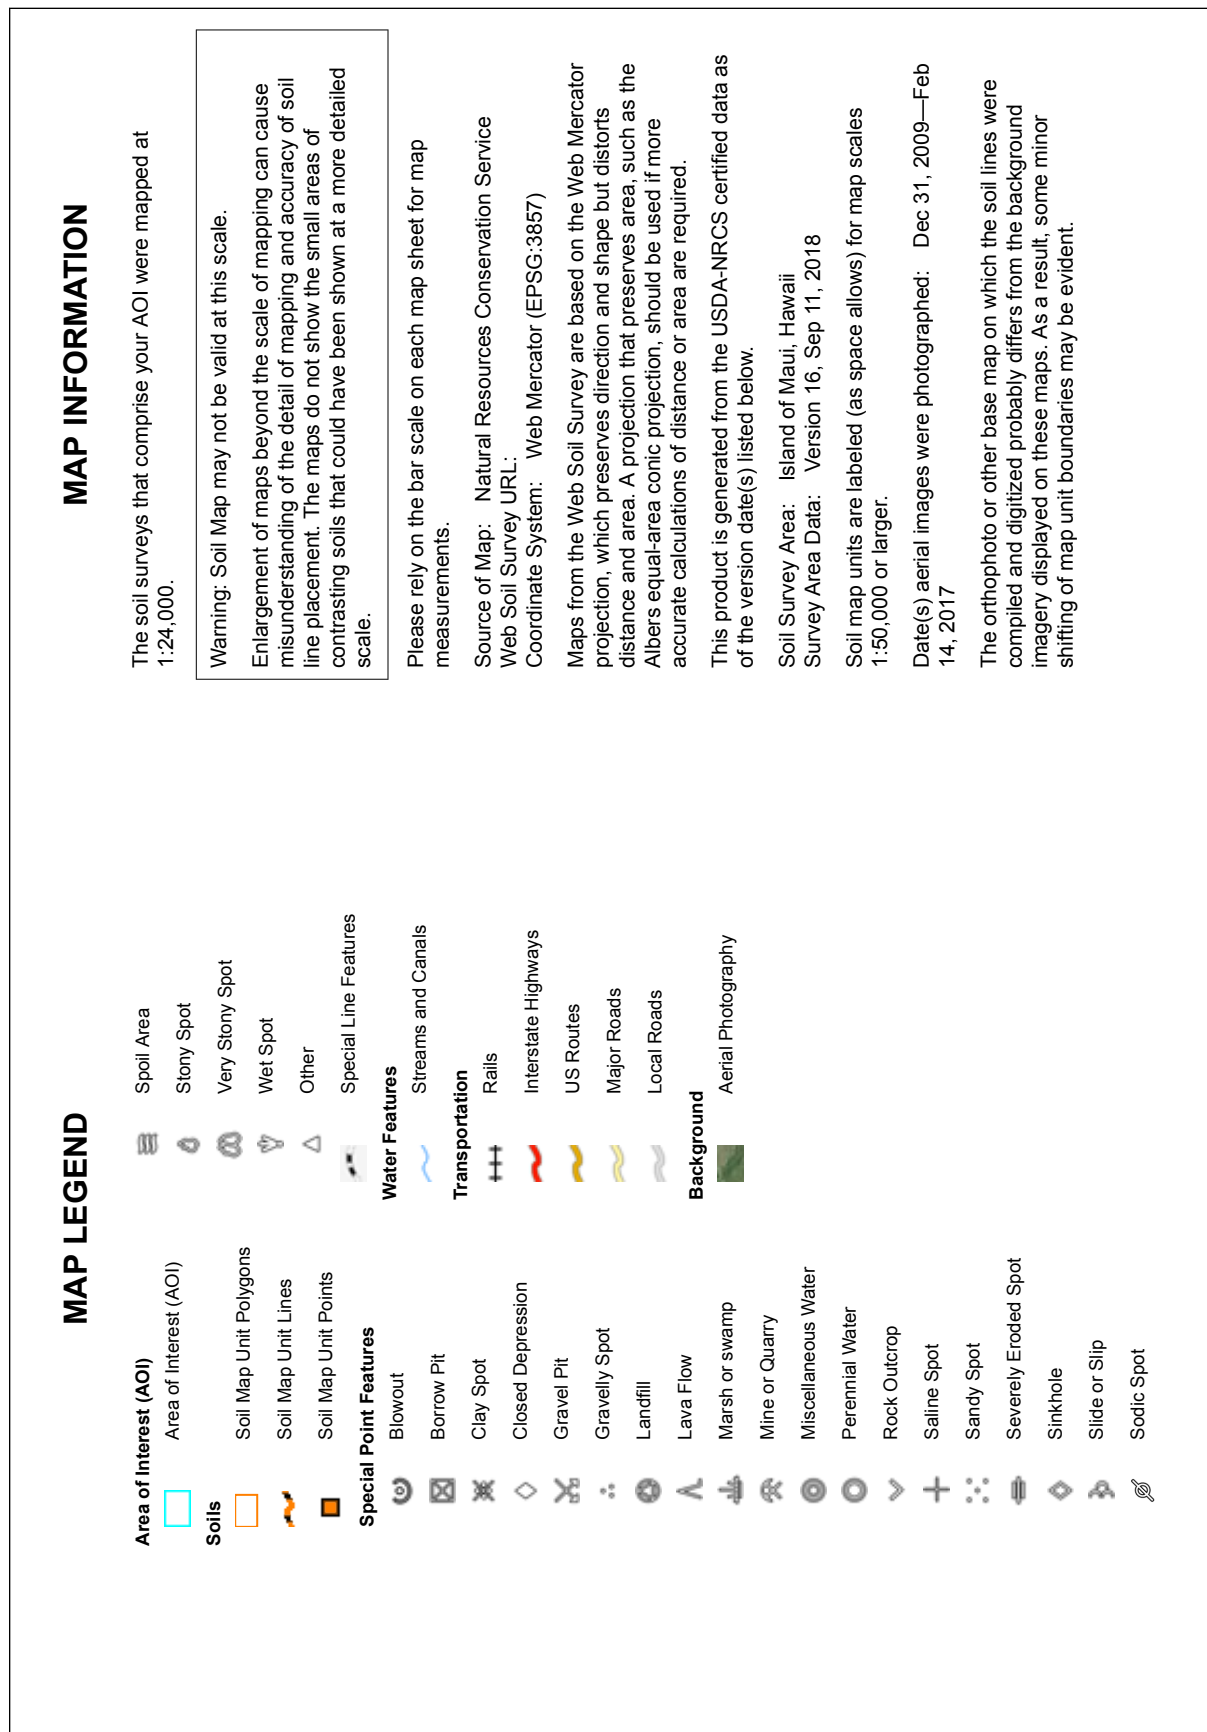 MAP LEGEND
Area of Interest (AOI)
Area of Interest (AOI)
Soils
Soil Map Unit Polygons
Soil Map Unit Lines
Soil Map Unit Points
Special Point Features
Blowout
Borrow Pit
Clay Spot
Closed Depression
Gravel Pit
Gravelly Spot
Landfill
Lava Flow
Marsh or swamp
Mine or Quarry
Miscellaneous Water
Perennial Water
Rock Outcrop
Saline Spot
Sandy Spot
Severely Eroded Spot
Sinkhole
Slide or Slip
Sodic Spot
Spoil Area
Stony Spot
Very Stony Spot
Wet Spot
Other
Special Line Features
Water Features
Streams and Canals
Transportation
Rails
Interstate Highways
US Routes
Major Roads
Local Roads
Background
Aerial Photography
MAP INFORMATION
The soil surveys that comprise your AOI were mapped at
1:24,000.
Warning: Soil Map may not be valid at this scale.
Enlargement of maps beyond the scale of mapping can cause
misunderstanding of the detail of mapping and accuracy of soil
line placement. The maps do not show the small areas of
contrasting soils that could have been shown at a more detailed
scale.
Please rely on the bar scale on each map sheet for map
measurements.
Source of Map: Natural Resources Conservation Service
Web Soil Survey URL:
Coordinate System: Web Mercator (EPSG:3857)
Maps from the Web Soil Survey are based on the Web Mercator
projection, which preserves direction and shape but distorts
distance and area. A projection that preserves area, such as the
Albers equal-area conic projection, should be used if more
accurate calculations of distance or area are required.
This product is generated from the USDA-NRCS certified data as
of the version date(s) listed below.
Soil Survey Area: Island of Maui, Hawaii
Survey Area Data: Version 16, Sep 11, 2018
Soil map units are labeled (as space allows) for map scales
1:50,000 or larger.
Date(s) aerial images were photographed: Dec 31, 2009—Feb
14, 2017
The orthophoto or other base map on which the soil lines were
compiled and digitized probably differs from the background
imagery displayed on these maps. As a result, some minor
shifting of map unit boundaries may be evident.